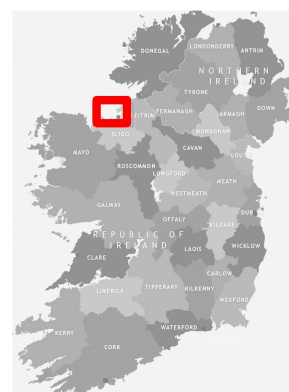 LONDONDERRY
ANTRIM
DONEGAL
NORTHERN
IRELAND
TYRONE
DOWN
FERMANAGH
ARMAGH
EITRIM
MONAGHAN
SLIGO
CAVAN
MAYO
LOUTH
ROSCOMMON
LONGFORD
MEATH
WESTMEATH
GALWAY
OFFALY
DUB
KILDARE
REPUBLIC OF
IRELAND
LAOIS
WICKLOW
CLARE
CARLOW
TIPPERARY
KILKENNY
LIMERICK
WEXFORD
WATERFORD
KERRY
CORK